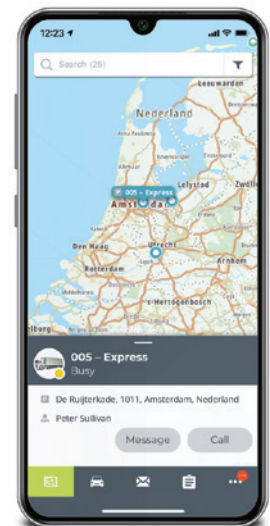 12:23
Search (25)
Leeuwarden
Nederland
Lelystad
Zwolle
005 - Express
Amsterdam
Den Haag
Utrecht
Arnhem
Rotterdam
's-Hertogenbosch
005 – Express
Busy
De Ruijterkade, 1011, Amsterdam, Nederland
Peter Sullivan
Message
Call